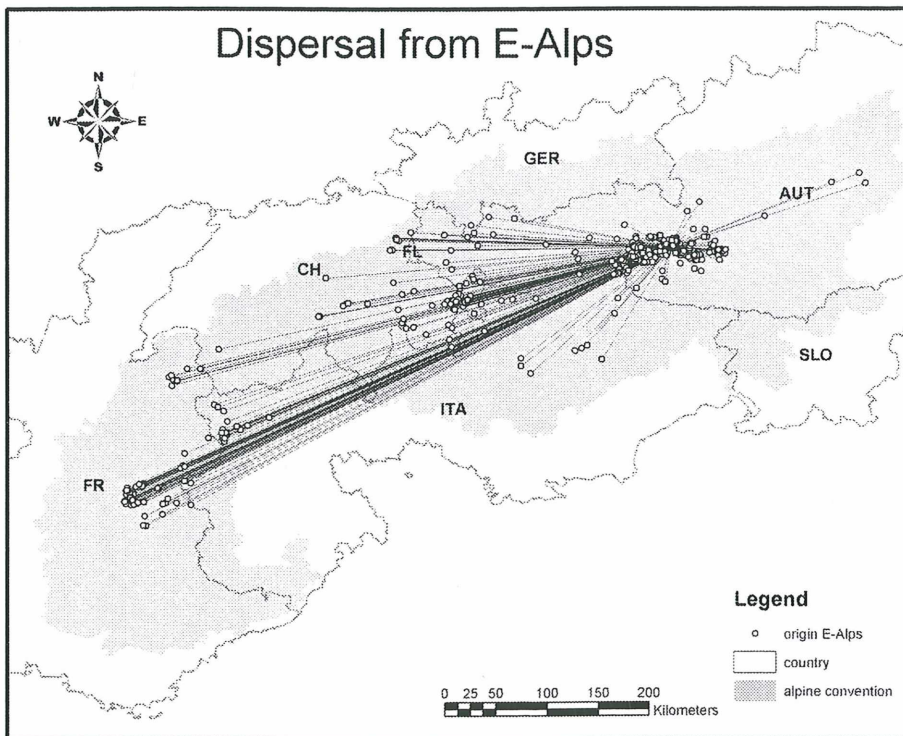 Dispersal from E-Alps
N
W E
S
GER
AUT
FL
CH
SLO
ITA
FR
Legend
origin E-Alps
country
alpine convention
0 25 50 100 150 200
Kilometers